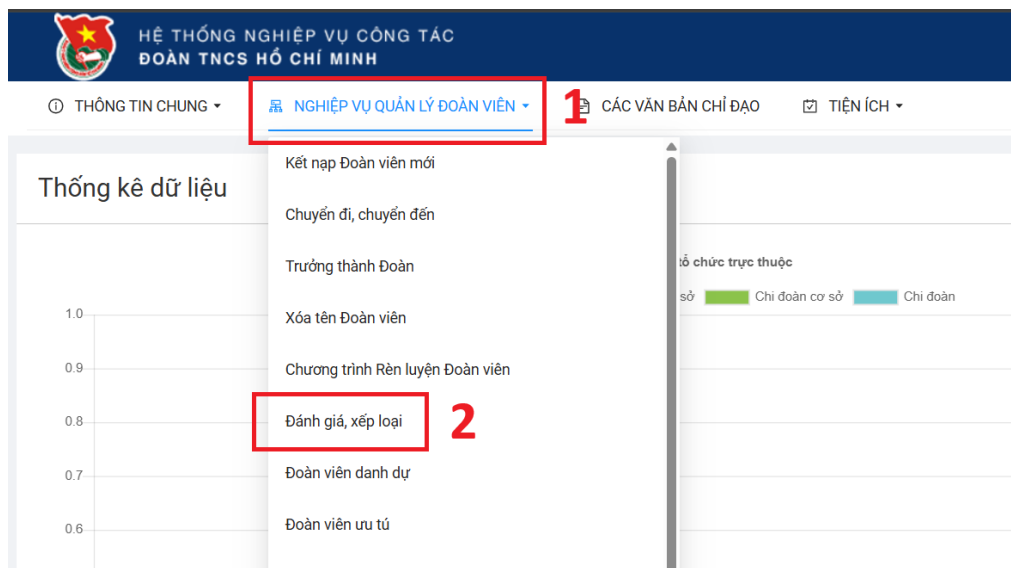 HỆ THỐNG NGHIỆP VỤ CÔNG TÁC
ĐOÀN TNCS HỒ CHÍ MINH
THÔNG TIN CHUNG
NGHIỆP VỤ QUẢN LÝ ĐOÀN VIÊN
1
CÁC VĂN BẢN CHỈ ĐẠO
TIỆN ÍCH
Kết nạp Đoàn viên mới
Thống kê dữ liệu
Chuyển đi, chuyển đến
Trưởng thành Đoàn
tổ chức trực thuộc
sở
Chi đoàn cơ sở
Chi đoàn
Xóa tên Đoàn viên
1.0
Chương trình Rèn luyện Đoàn viên
0.9
Đánh giá, xếp loại
2
0.8
Đoàn viên danh dự
0.7
Đoàn viên ưu tú
0.6